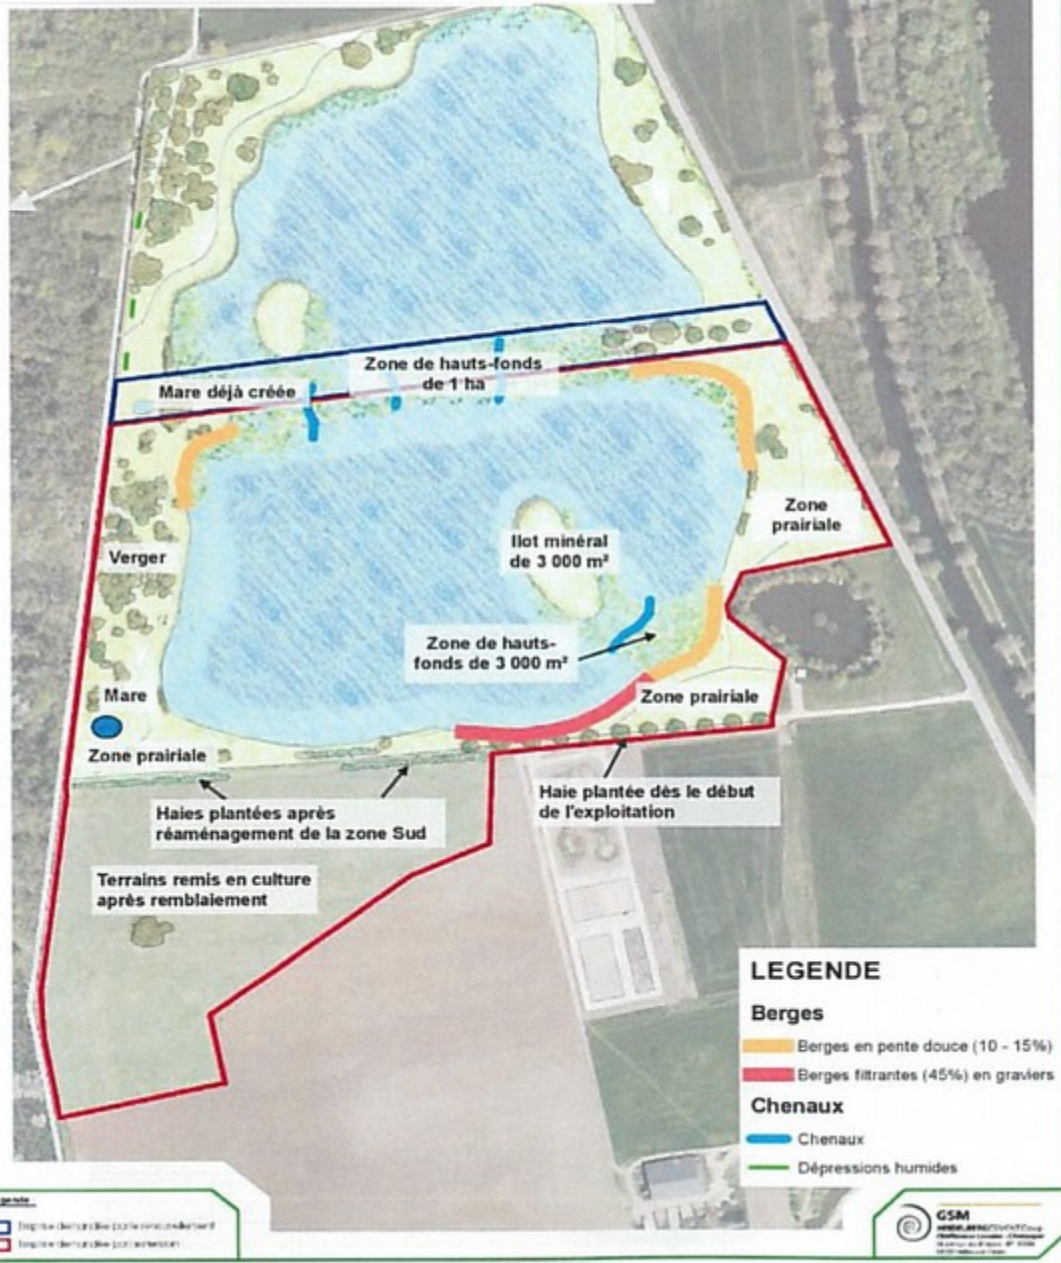 Zone de hauts-fonds
de 1 ha
Mare déjà créée
Zone
prairiale
Ilot minéral
de 3 000 m²
Verger
Zone de hauts-
fonds de 3 000 m²
Mare
Zone prairiale
Zone prairiale
Haies plantées après
réaménagement de la zone Sud
Haie plantée dès le début
de l'exploitation
Terrains remis en culture
après remblaiement
LEGENDE
Berges
Berges en pente douce (10 - 15%)
Berges filtrantes (45%) en graviers
Chenaux
Chenaux
Dépressions humides
GSM